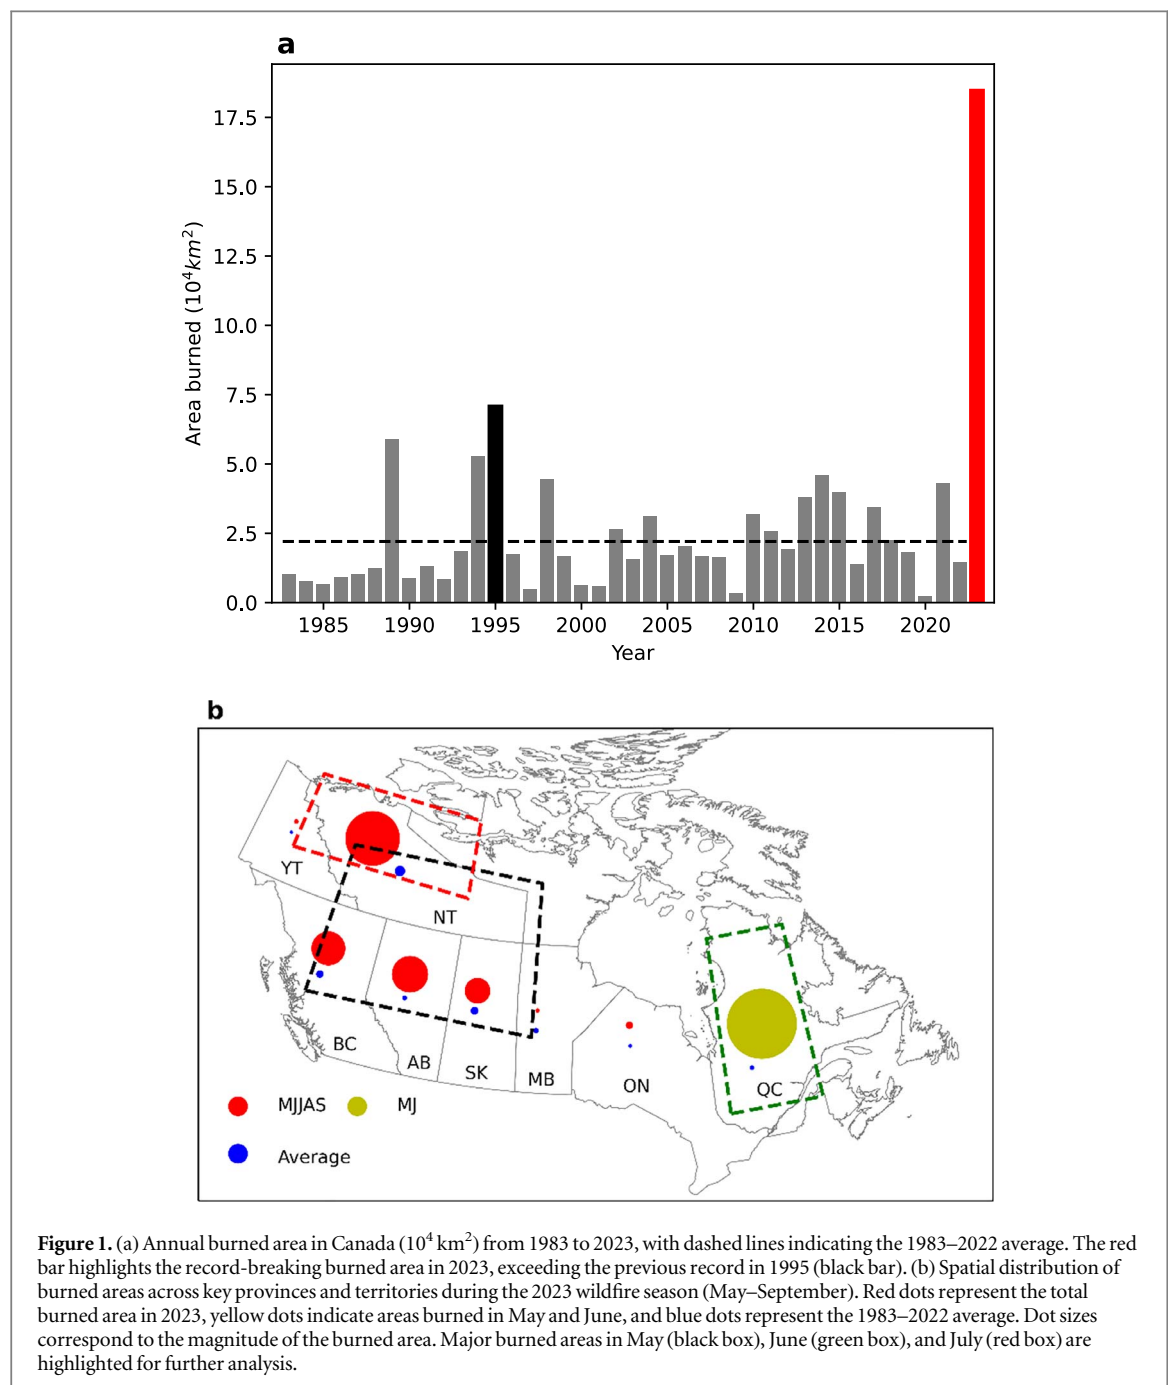 a
17.5
15.0
12.5
10.0
7.5
5.0
2.5
0.0
Area burned (10⁴km²)
1985 1990 1995 2000 2005 2010 2015 2020
Year
b
YT
NT
BC
AB
SK
MB
ON
QC
MJJAS
MJ
Average
Figure 1. (a) Annual burned area in Canada (10⁴ km²) from 1983 to 2023, with dashed lines indicating the 1983–2022 average. The red
bar highlights the record-breaking burned area in 2023, exceeding the previous record in 1995 (black bar). (b) Spatial distribution of
burned areas across key provinces and territories during the 2023 wildfire season (May–September). Red dots represent the total
burned area in 2023, yellow dots indicate areas burned in May and June, and blue dots represent the 1983–2022 average. Dot sizes
correspond to the magnitude of the burned area. Major burned areas in May (black box), June (green box), and July (red box) are
highlighted for further analysis.